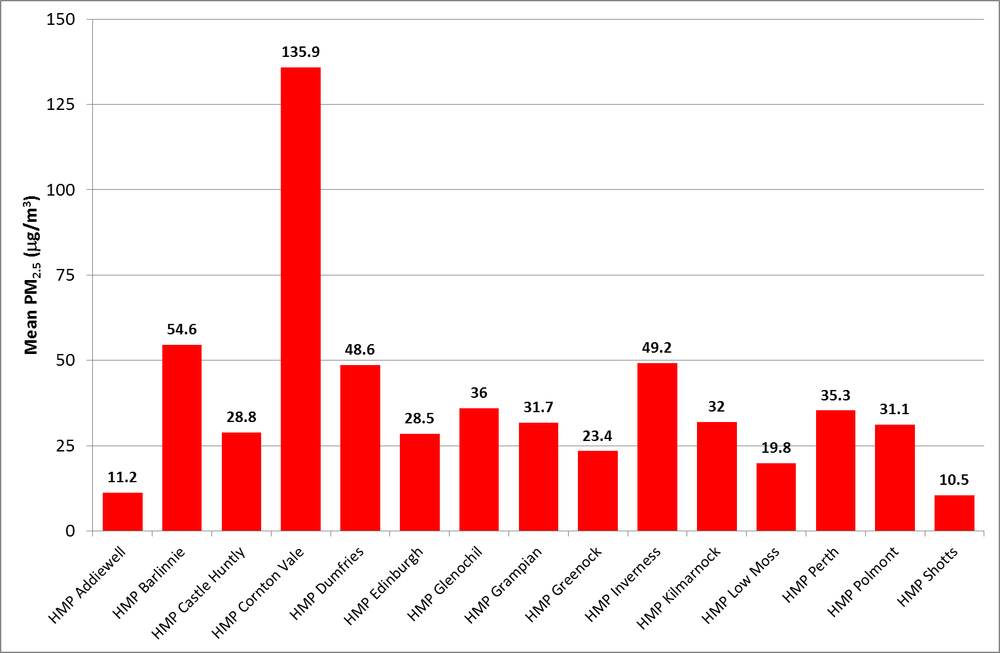 150
125
100
75
50
25
0
Mean PM2.5 (µg/m³)
11.2
54.6
28.8
135.9
48.6
28.5
36
31.7
23.4
49.2
32
19.8
35.3
31.1
10.5
HMP Addiewell
HMP Barlinnie
HMP Castle Huntly
HMP Cornton Vale
HMP Dumfries
HMP Edinburgh
HMP Glenochil
HMP Grampian
HMP Greenock
HMP Inverness
HMP Kilmarnock
HMP Low Moss
HMP Perth
HMP Polmont
HMP Shotts